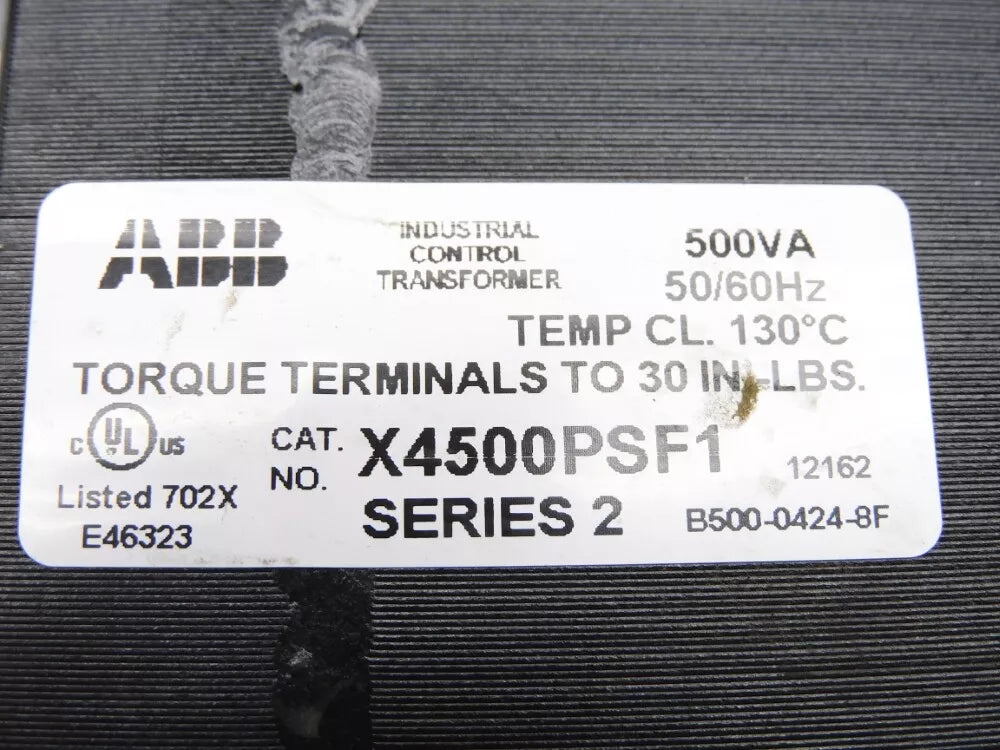 ABB
INDUSTRIAL
CONTROL
TRANSFORMER
500VA
50/60Hz
TEMP CL. 130°C
TORQUE TERMINALS TO 30 IN.-LBS.
C UL US
Listed 702X
E46323
CAT.
NO.
X4500PSF1
SERIES 2
12162
B500-0424-8F